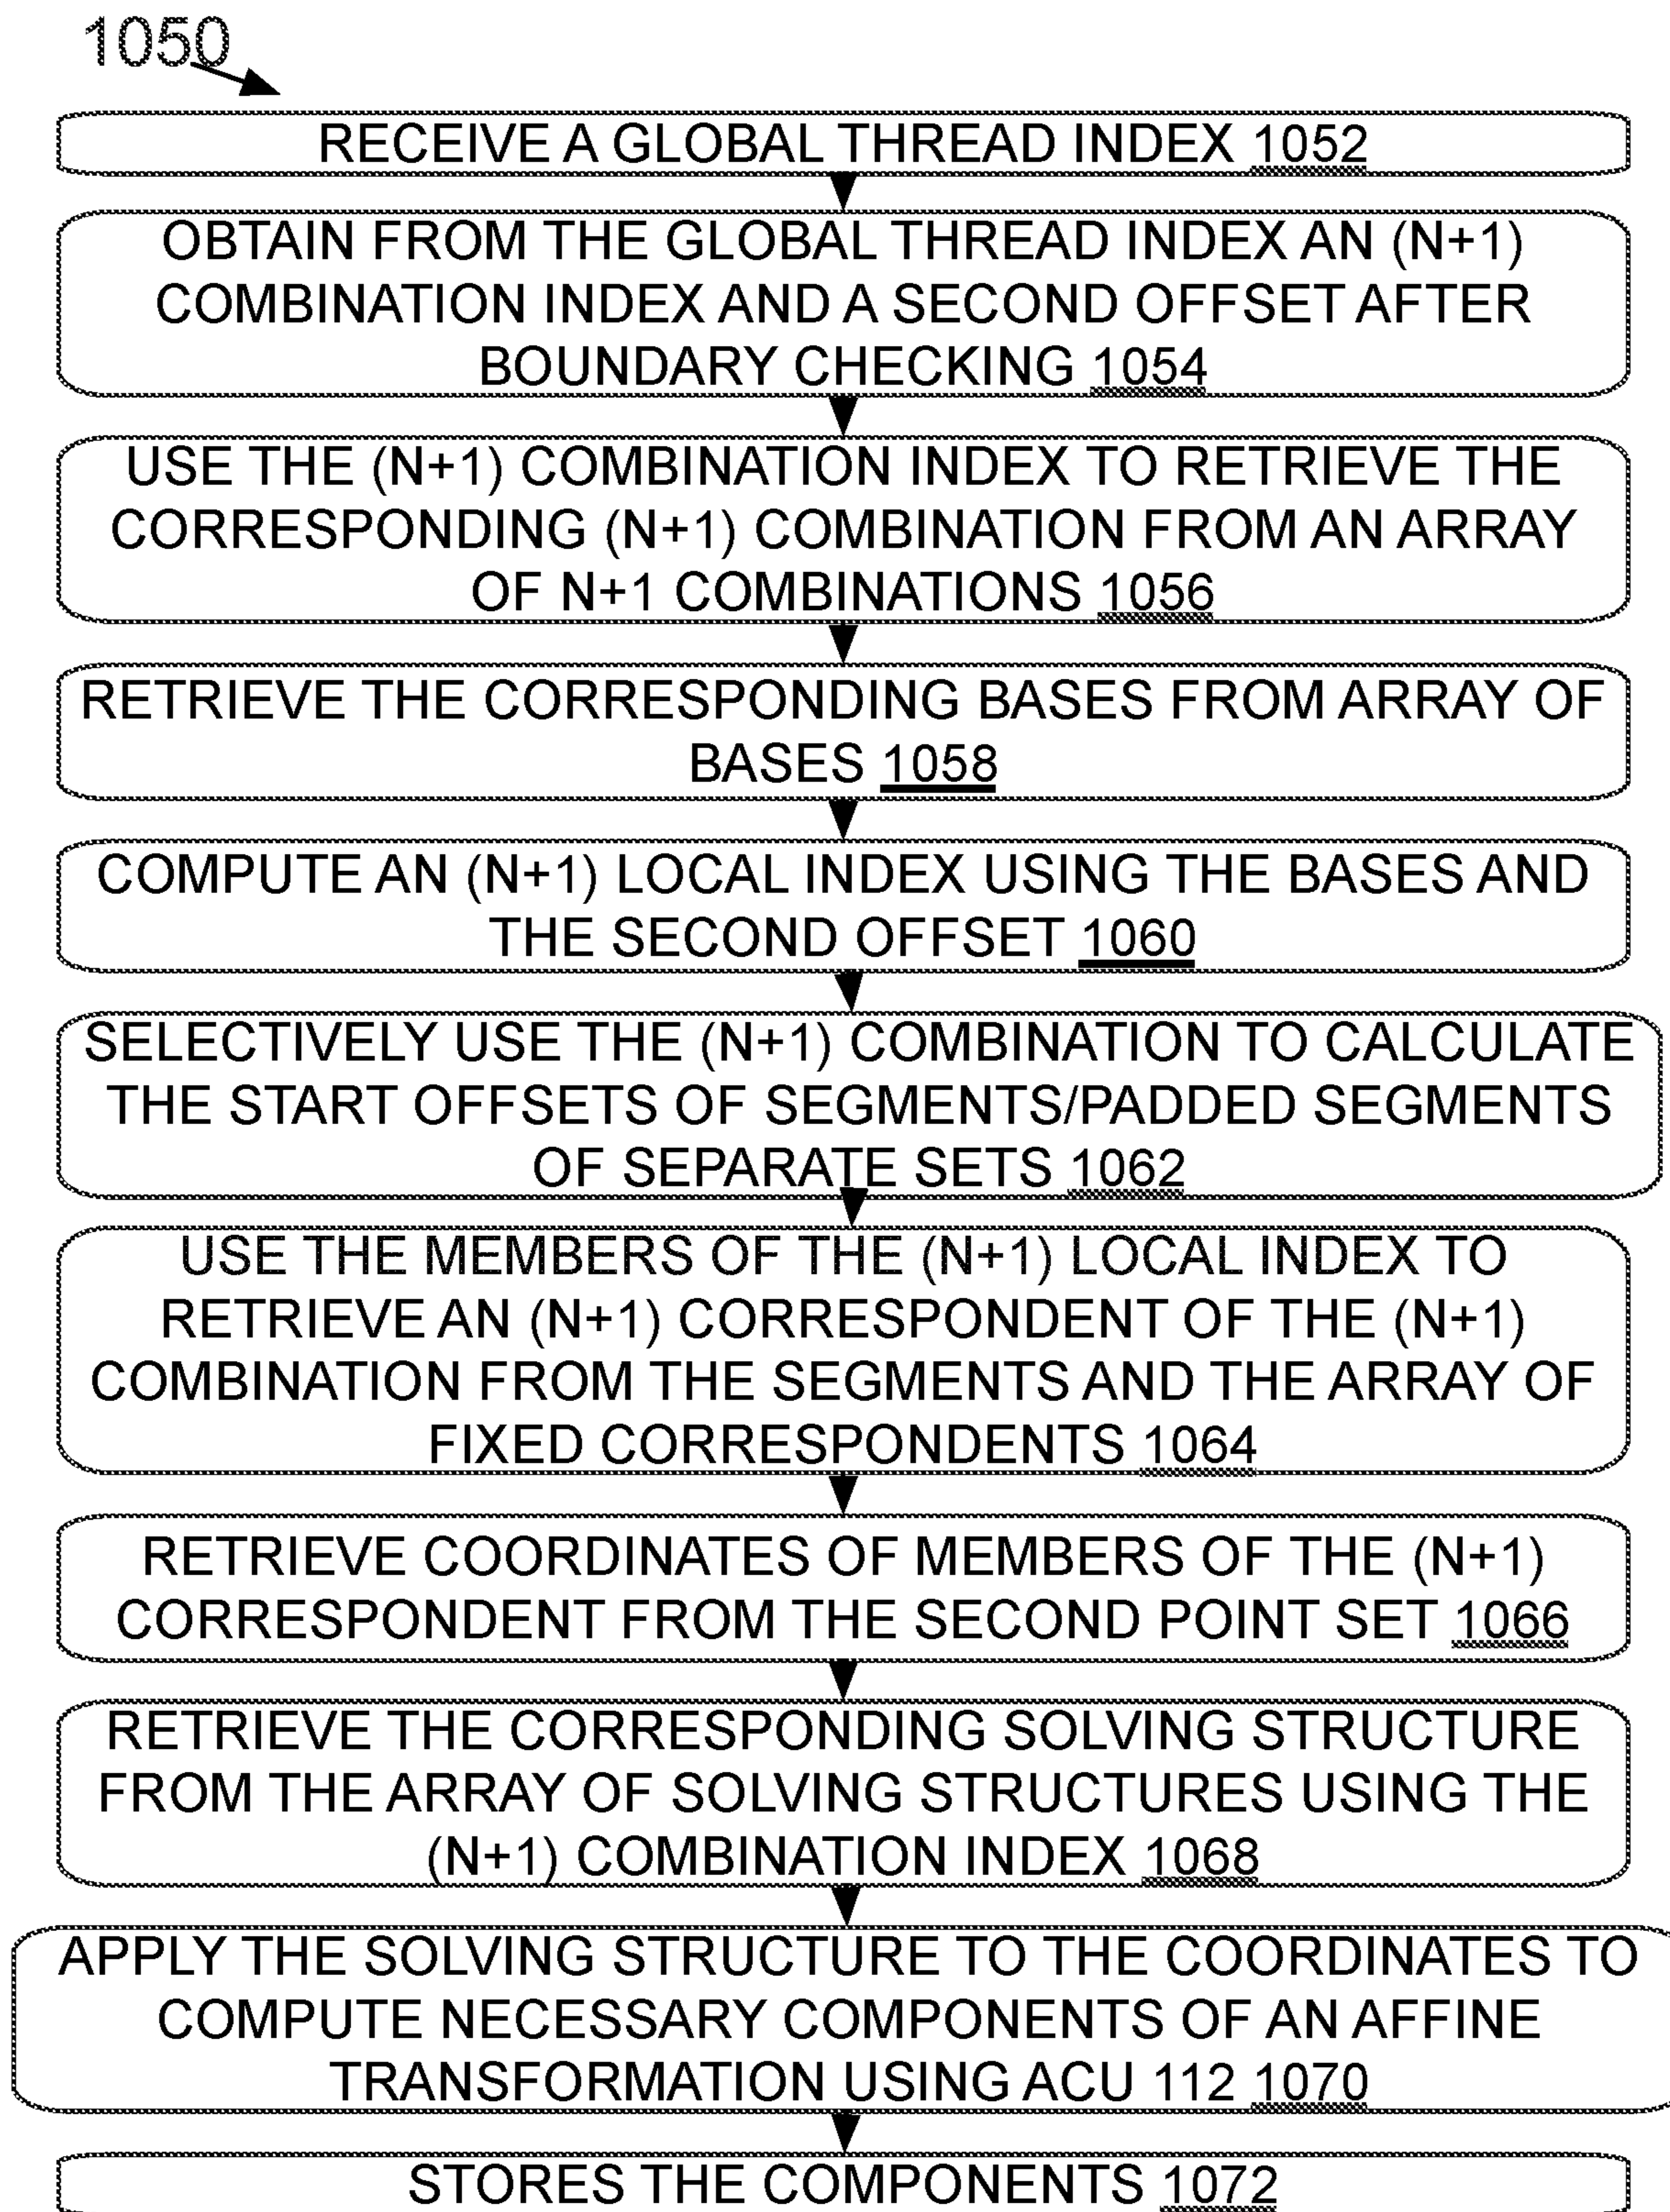 1050
RECEIVE A GLOBAL THREAD INDEX 1052
OBTAIN FROM THE GLOBAL THREAD INDEX AN (N+1)
COMBINATION INDEX AND A SECOND OFFSET AFTER
BOUNDARY CHECKING 1054
USE THE (N+1) COMBINATION INDEX TO RETRIEVE THE
CORRESPONDING (N+1) COMBINATION FROM AN ARRAY
OF N+1 COMBINATIONS 1056
RETRIEVE THE CORRESPONDING BASES FROM ARRAY OF
BASES 1058
COMPUTE AN (N+1) LOCAL INDEX USING THE BASES AND
THE SECOND OFFSET 1060
SELECTIVELY USE THE (N+1) COMBINATION TO CALCULATE
THE START OFFSETS OF SEGMENTS/PADDED SEGMENTS
OF SEPARATE SETS 1062
USE THE MEMBERS OF THE (N+1) LOCAL INDEX TO
RETRIEVE AN (N+1) CORRESPONDENT OF THE (N+1)
COMBINATION FROM THE SEGMENTS AND THE ARRAY OF
FIXED CORRESPONDENTS 1064
RETRIEVE COORDINATES OF MEMBERS OF THE (N+1)
CORRESPONDENT FROM THE SECOND POINT SET 1066
RETRIEVE THE CORRESPONDING SOLVING STRUCTURE
FROM THE ARRAY OF SOLVING STRUCTURES USING THE
(N+1) COMBINATION INDEX 1068
APPLY THE SOLVING STRUCTURE TO THE COORDINATES TO
COMPUTE NECESSARY COMPONENTS OF AN AFFINE
TRANSFORMATION USING ACU 112 1070
STORES THE COMPONENTS 1072